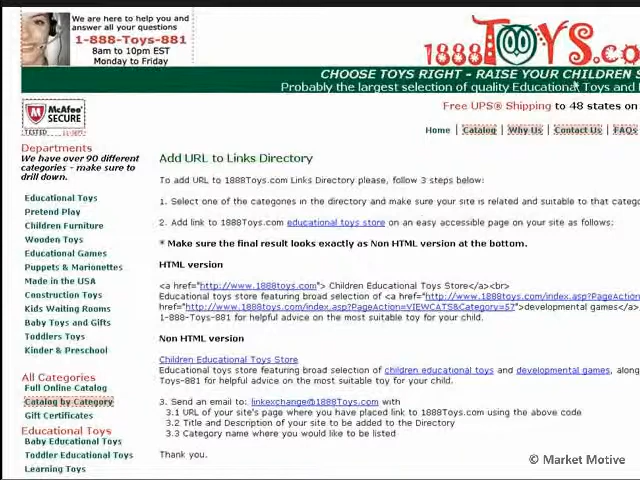 We are here to help you and
answer all your questions
1-888-Toys-881
8am to 10pm EST
Monday to Friday
1888TOYS.co
CHOOSE TOYS RIGHT - RAISE YOUR CHILDREN S
Probably the largest selection of quality Educational Toys and
Free UPS® Shipping to 48 states on
McAfee
SECURE
TESTED
Home | Catalog | Why Us | Contact Us | FAQs
Departments
We have over 90 different
categories - make sure to
drill down.
Educational Toys
Pretend Play
Children Furniture
Wooden Toys
Educational Games
Puppets & Marionettes
Made in the USA
Construction Toys
Kids Waiting Rooms
Baby Toys and Gifts
Toddlers Toys
Kinder & Preschool
All Categories
Full Online Catalog
Catalog by Category
Gift Certificates
Educational Toys
Baby Educational Toys
Toddler Educational Toys
Learning Toys
Add URL to Links Directory
To add URL to 1888Toys.com Links Directory please, follow 3 steps below:
1. Select one of the categories in the directory and make sure your site is related and suitable to that catego
2. Add link to 1888Toys.com educational toys store on an easy accessible page on your site as follows:
* Make sure the final result looks exactly as Non HTML version at the bottom.
HTML version
<a href="http://www.1888toys.com"> Children Educational Toys Store</a><br>
Educational toys store featuring broad selection of <a href="http://www.1888toys.com/index.asp?PageAction
href="http://www.1888toys.com/index.asp?PageAction=VIEWCATS&Category=57">developmental games</a>,
1-888-Toys-881 for helpful advice on the most suitable toy for your child.
Non HTML version
Children Educational Toys Store
Educational toys store featuring broad selection of children educational toys and developmental games, along
Toys-881 for helpful advice on the most suitable toy for your child.
3. Send an email to: linkexchange@1888Toys.com with
3.1 URL of your site's page where you have placed link to 1888Toys.com using the above code
3.2 Title and Description of your site to be added to the Directory
3.3 Category name where you would like to be listed
Thank you.
© Market Motive